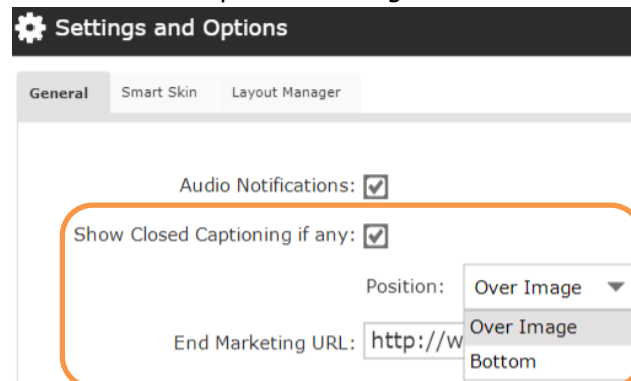 Settings and Options
General Smart Skin Layout Manager
Audio Notifications:
Show Closed Captioning if any:
Position: Over Image
Over Image
End Marketing URL: http://w
Bottom